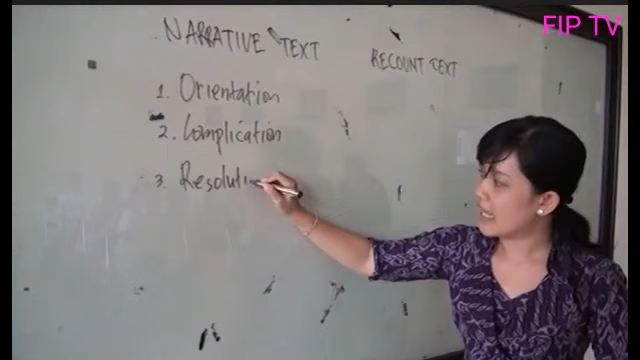 FIP TV
NARRATIVE TEXT
RECOUNT TEXT
1. Orientation
2. Complication
3. Resoluti